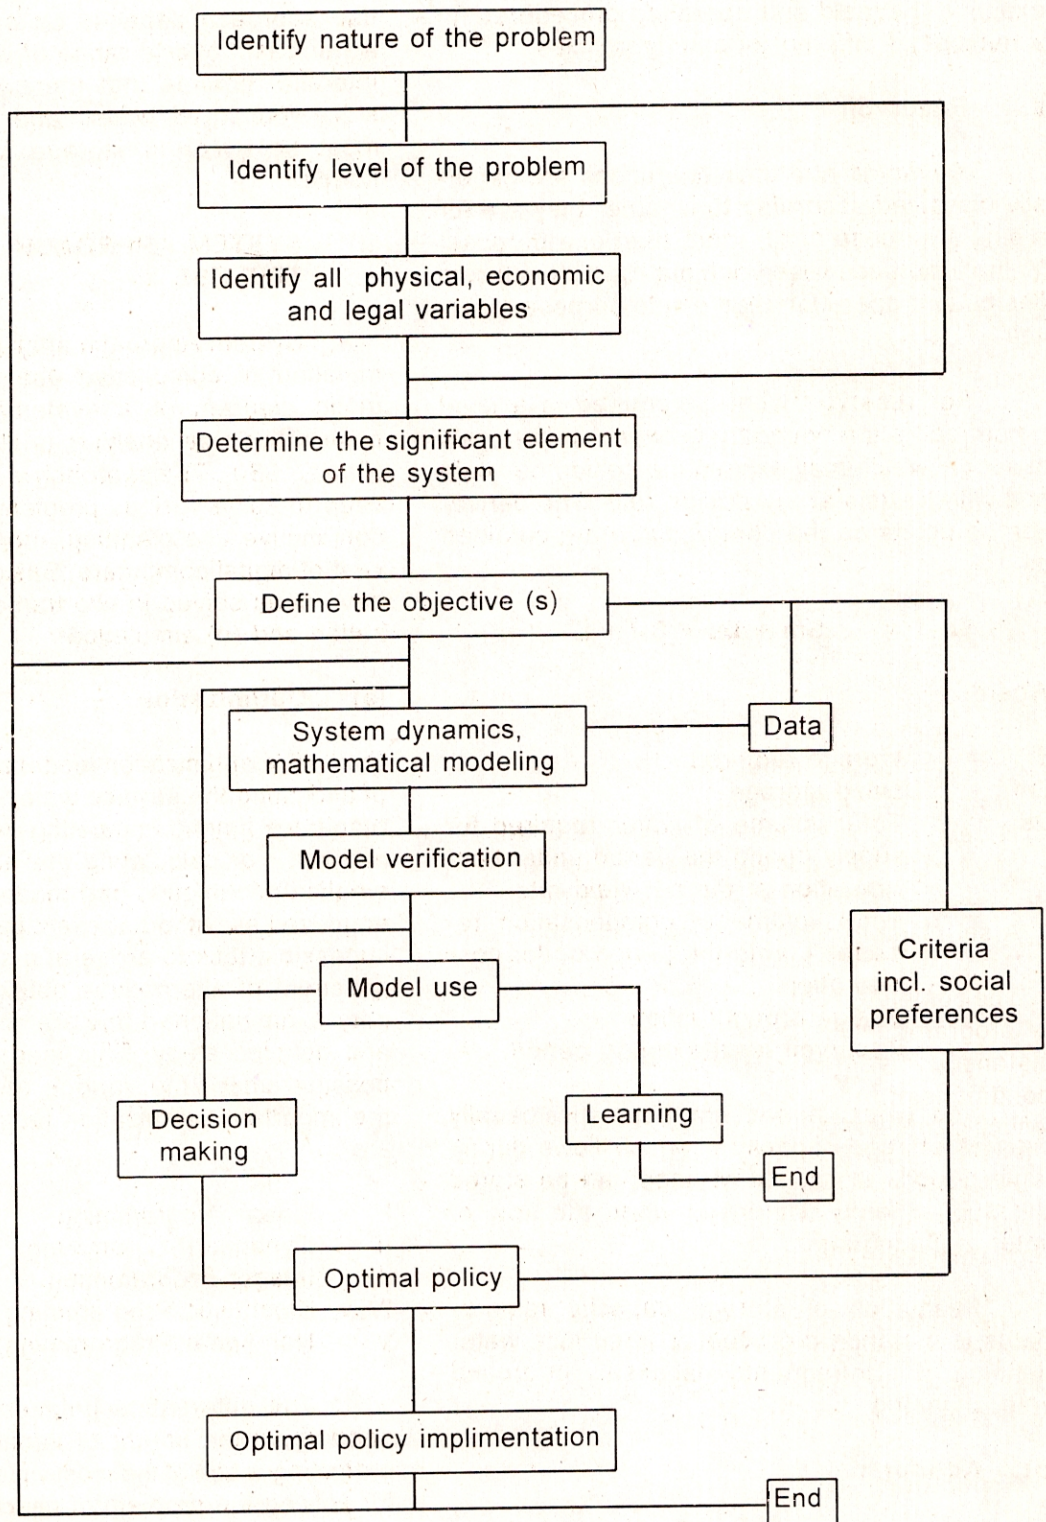 Identify nature of the problem
Identify level of the problem
Identify all physical, economic
and legal variables
Determine the significant element
of the system
Define the objective (s)
System dynamics,
mathematical modeling
Data
Model verification
Criteria
incl. social
preferences
Model use
Decision
making
Learning
End
Optimal policy
Optimal policy implimentation
End